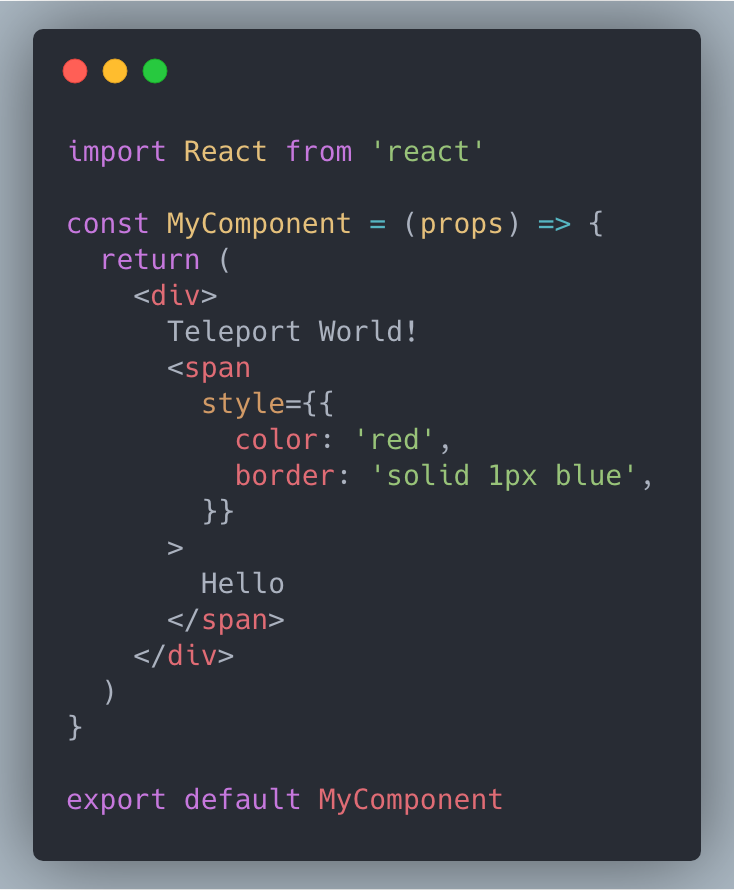 import React from 'react'

const MyComponent = (props) => {
  return (
    <div>
      Teleport World!
      <span
        style={{
          color: 'red',
          border: 'solid 1px blue',
        }}
      >
        Hello
      </span>
    </div>
  )
}

export default MyComponent